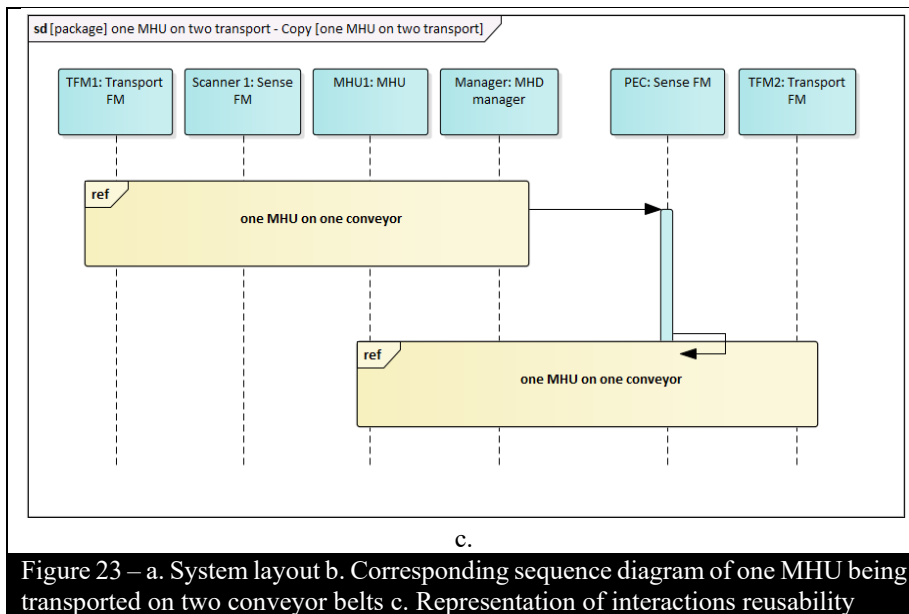 sd [package] one MHU on two transport - Copy [one MHU on two transport]
TFM1: Transport
FM
Scanner 1: Sense
FM
MHU1: MHU
Manager: MHD
manager
PEC: Sense FM
TFM2: Transport
FM
ref
one MHU on one conveyor
ref
one MHU on one conveyor
c.
Figure 23 – a. System layout b. Corresponding sequence diagram of one MHU being
transported on two conveyor belts c. Representation of interactions reusability